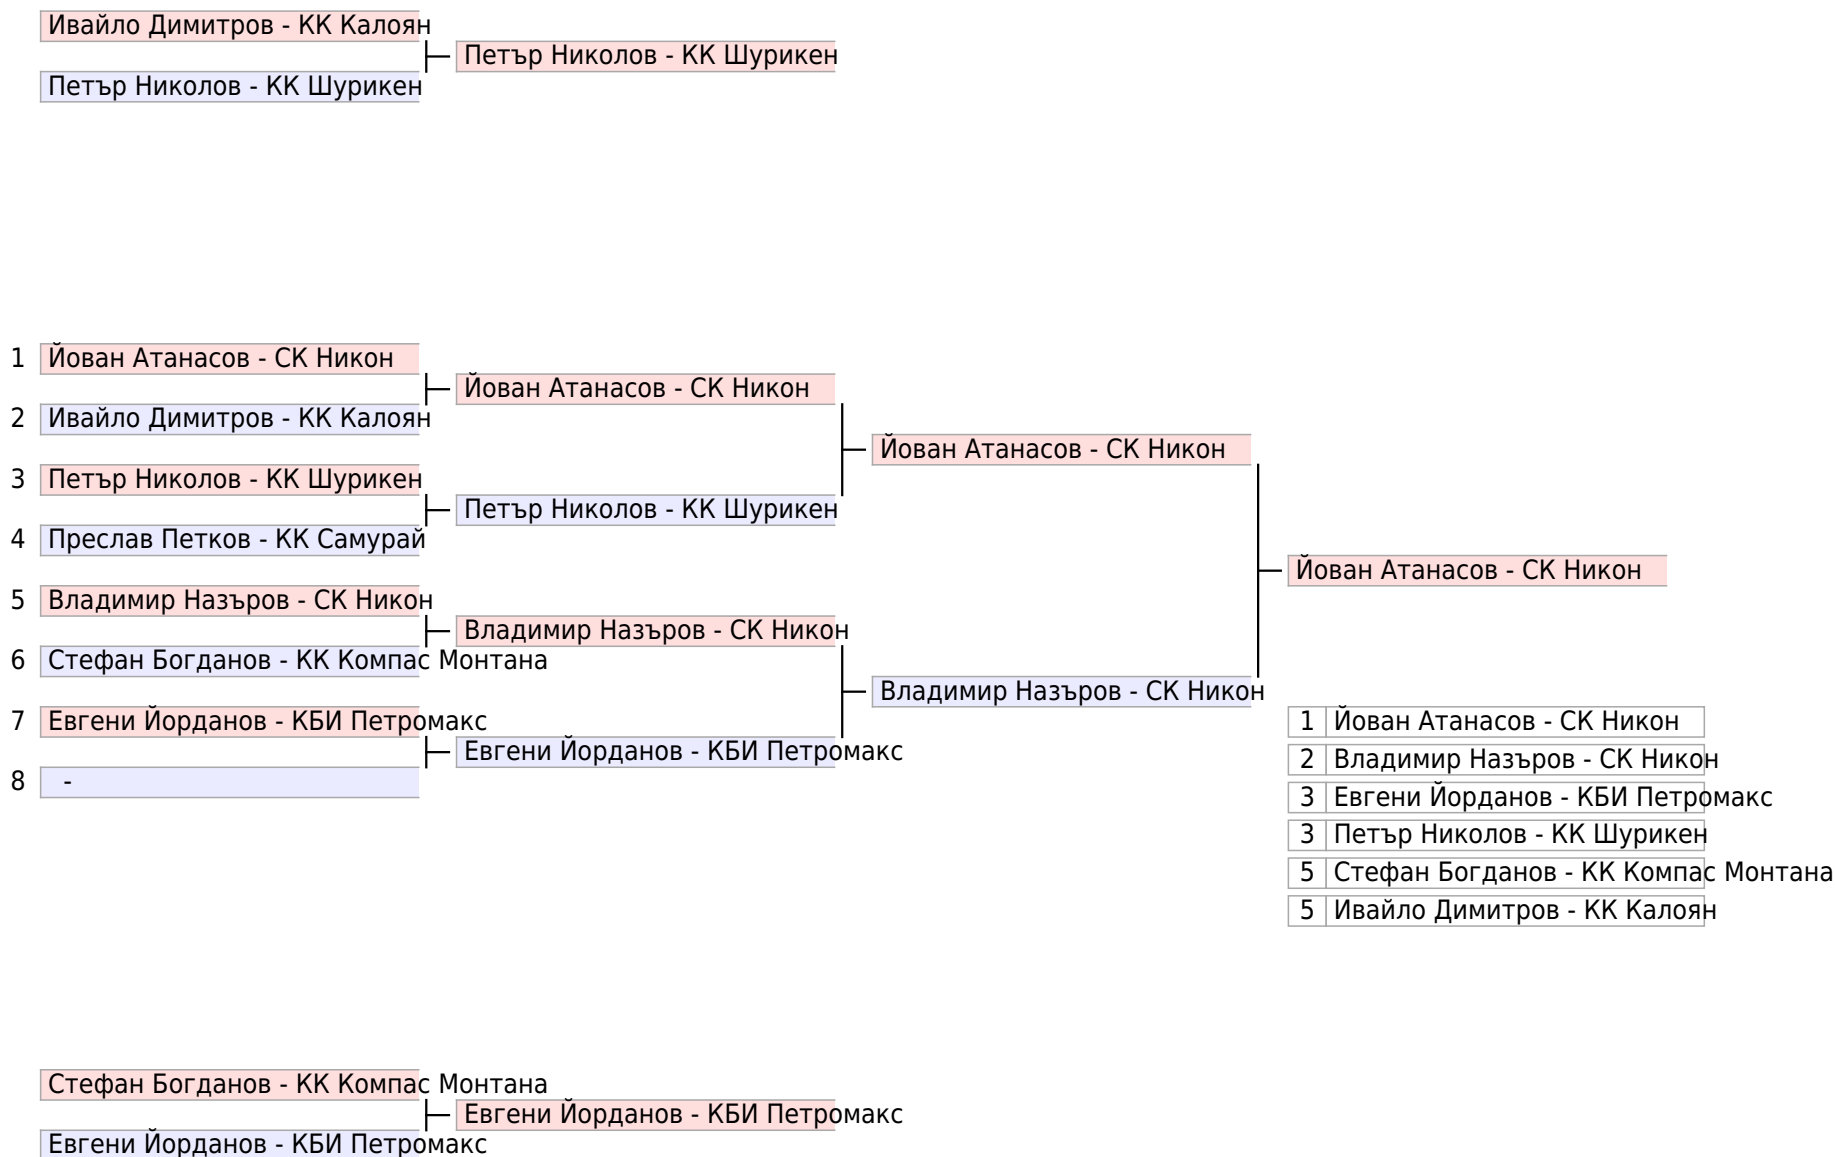 Ивайло Димитров - КК Калоян
Петър Николов - КК Шурикен
Петър Николов - КК Шурикен
1 Йован Атанасов - СК Никон
Йован Атанасов - СК Никон
2 Ивайло Димитров - КК Калоян
Йован Атанасов - СК Никон
3 Петър Николов - КК Шурикен
Петър Николов - КК Шурикен
4 Преслав Петков - КК Самурай
Йован Атанасов - СК Никон
5 Владимир Назъров - СК Никон
Владимир Назъров - СК Никон
6 Стефан Богданов - КК Компас Монтана
Владимир Назъров - СК Никон
7 Евгени Йорданов - КБИ Петромакс
Евгени Йорданов - КБИ Петромакс
8 -
1 Йован Атанасов - СК Никон
2 Владимир Назъров - СК Никон
3 Евгени Йорданов - КБИ Петромакс
3 Петър Николов - КК Шурикен
5 Стефан Богданов - КК Компас Монтана
5 Ивайло Димитров - КК Калоян
Стефан Богданов - КК Компас Монтана
Евгени Йорданов - КБИ Петромакс
Евгени Йорданов - КБИ Петромакс